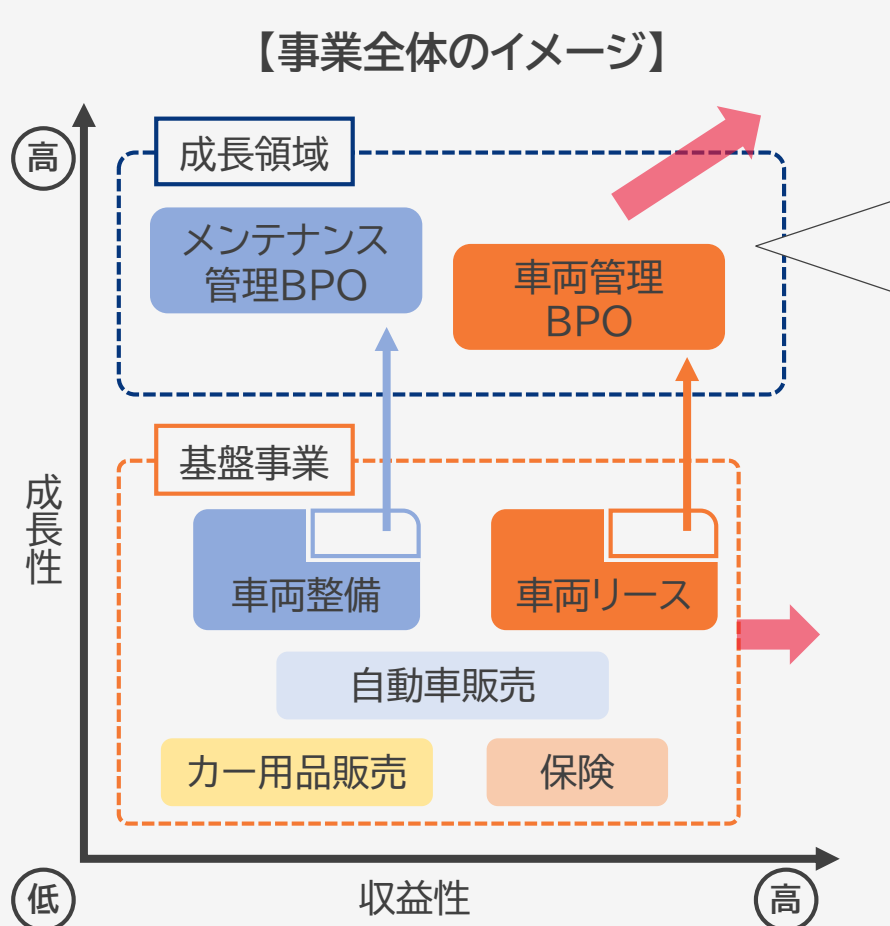 【事業全体のイメージ】
高
成長領域
メンテナンス
管理BPO
車両管理
BPO
基盤事業
成長性
車両整備
車両リース
自動車販売
カー用品販売
保険
低
収益性
高